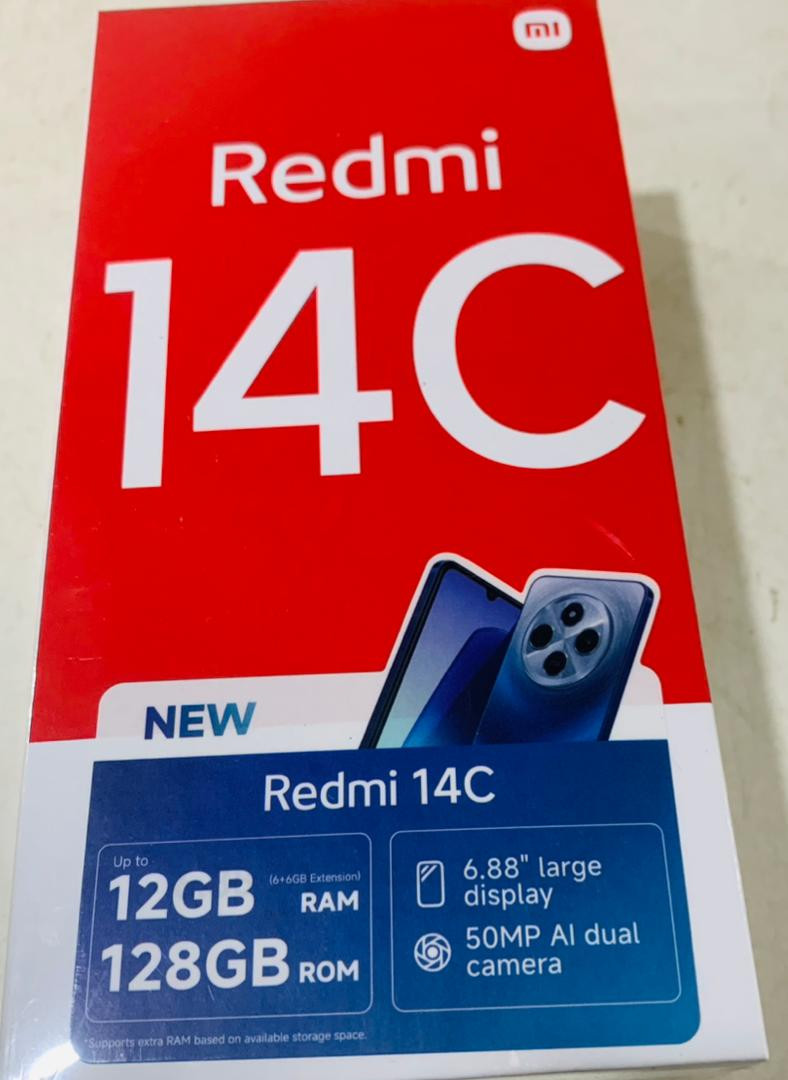 mi
Redmi
14C
NEW
Redmi 14C
Up to
12GB (6+6GB Extension) RAM
128GB ROM
6.88" large
display
50MP AI dual
camera
*Supports extra RAM based on available storage space.